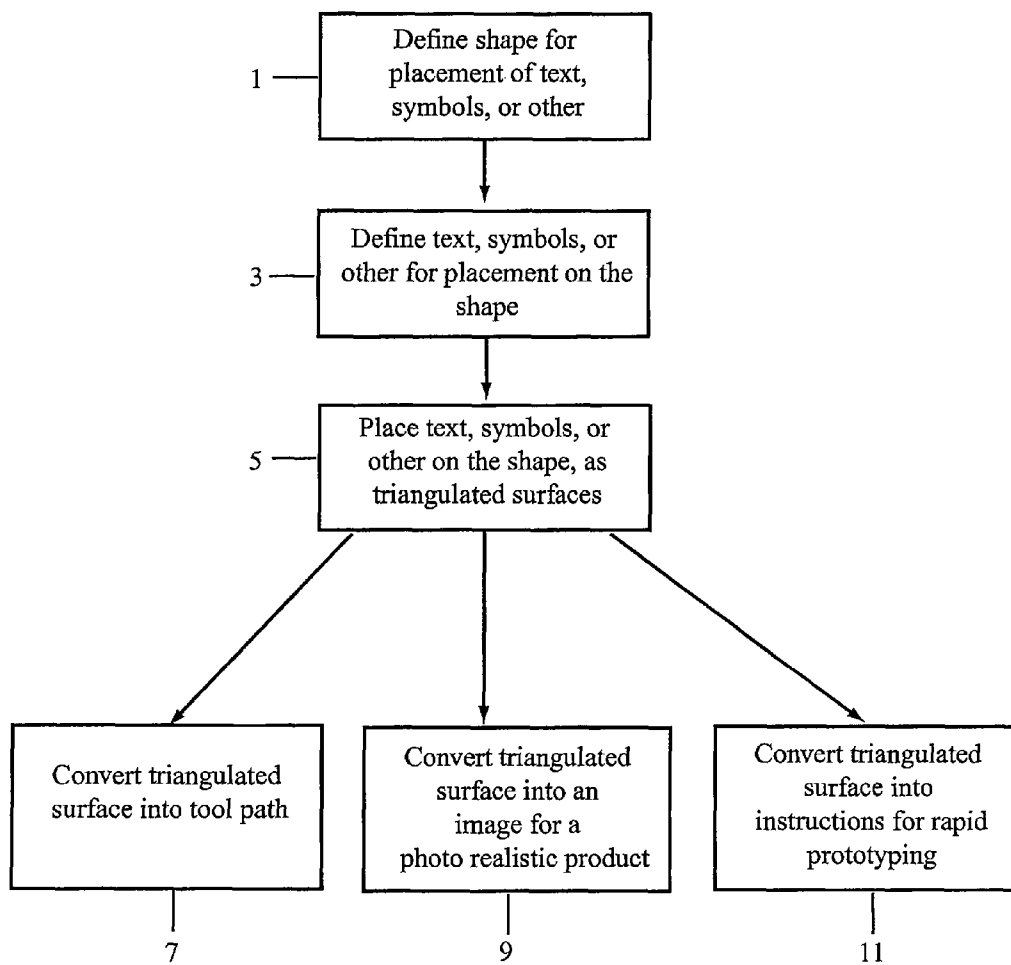 Define shape for
placement of text,
symbols, or other
1
Define text, symbols, or
other for placement on the
shape
3
Place text, symbols, or
other on the shape, as
triangulated surfaces
5
Convert triangulated
surface into tool path
7
Convert triangulated
surface into an
image for a
photo realistic product
9
Convert triangulated
surface into
instructions for rapid
prototyping
11